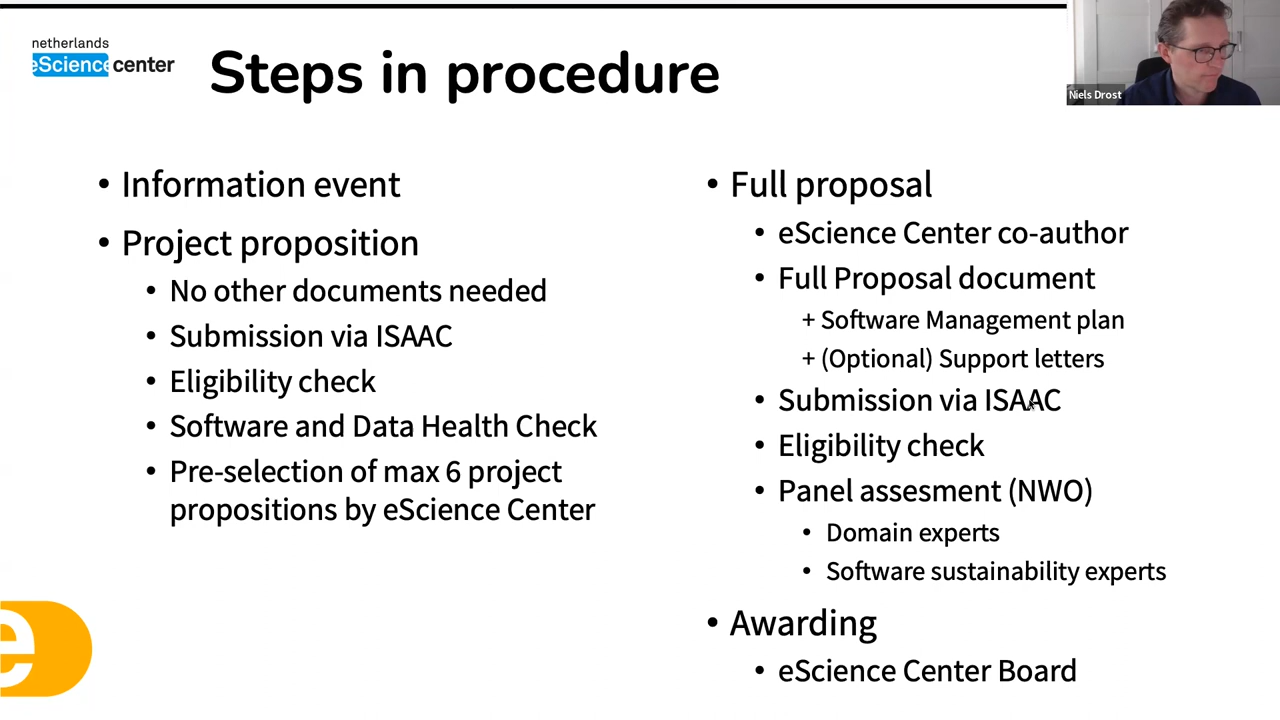 netherlands
eScience center
Steps in procedure
Niels Drost
• Information event
• Project proposition
• No other documents needed
• Submission via ISAAC
• Eligibility check
• Software and Data Health Check
• Pre-selection of max 6 project
propositions by eScience Center
• Full proposal
• eScience Center co-author
• Full Proposal document
+ Software Management plan
+ (Optional) Support letters
• Submission via ISAAC
• Eligibility check
• Panel assesment (NWO)
• Domain experts
• Software sustainability experts
• Awarding
• eScience Center Board
e